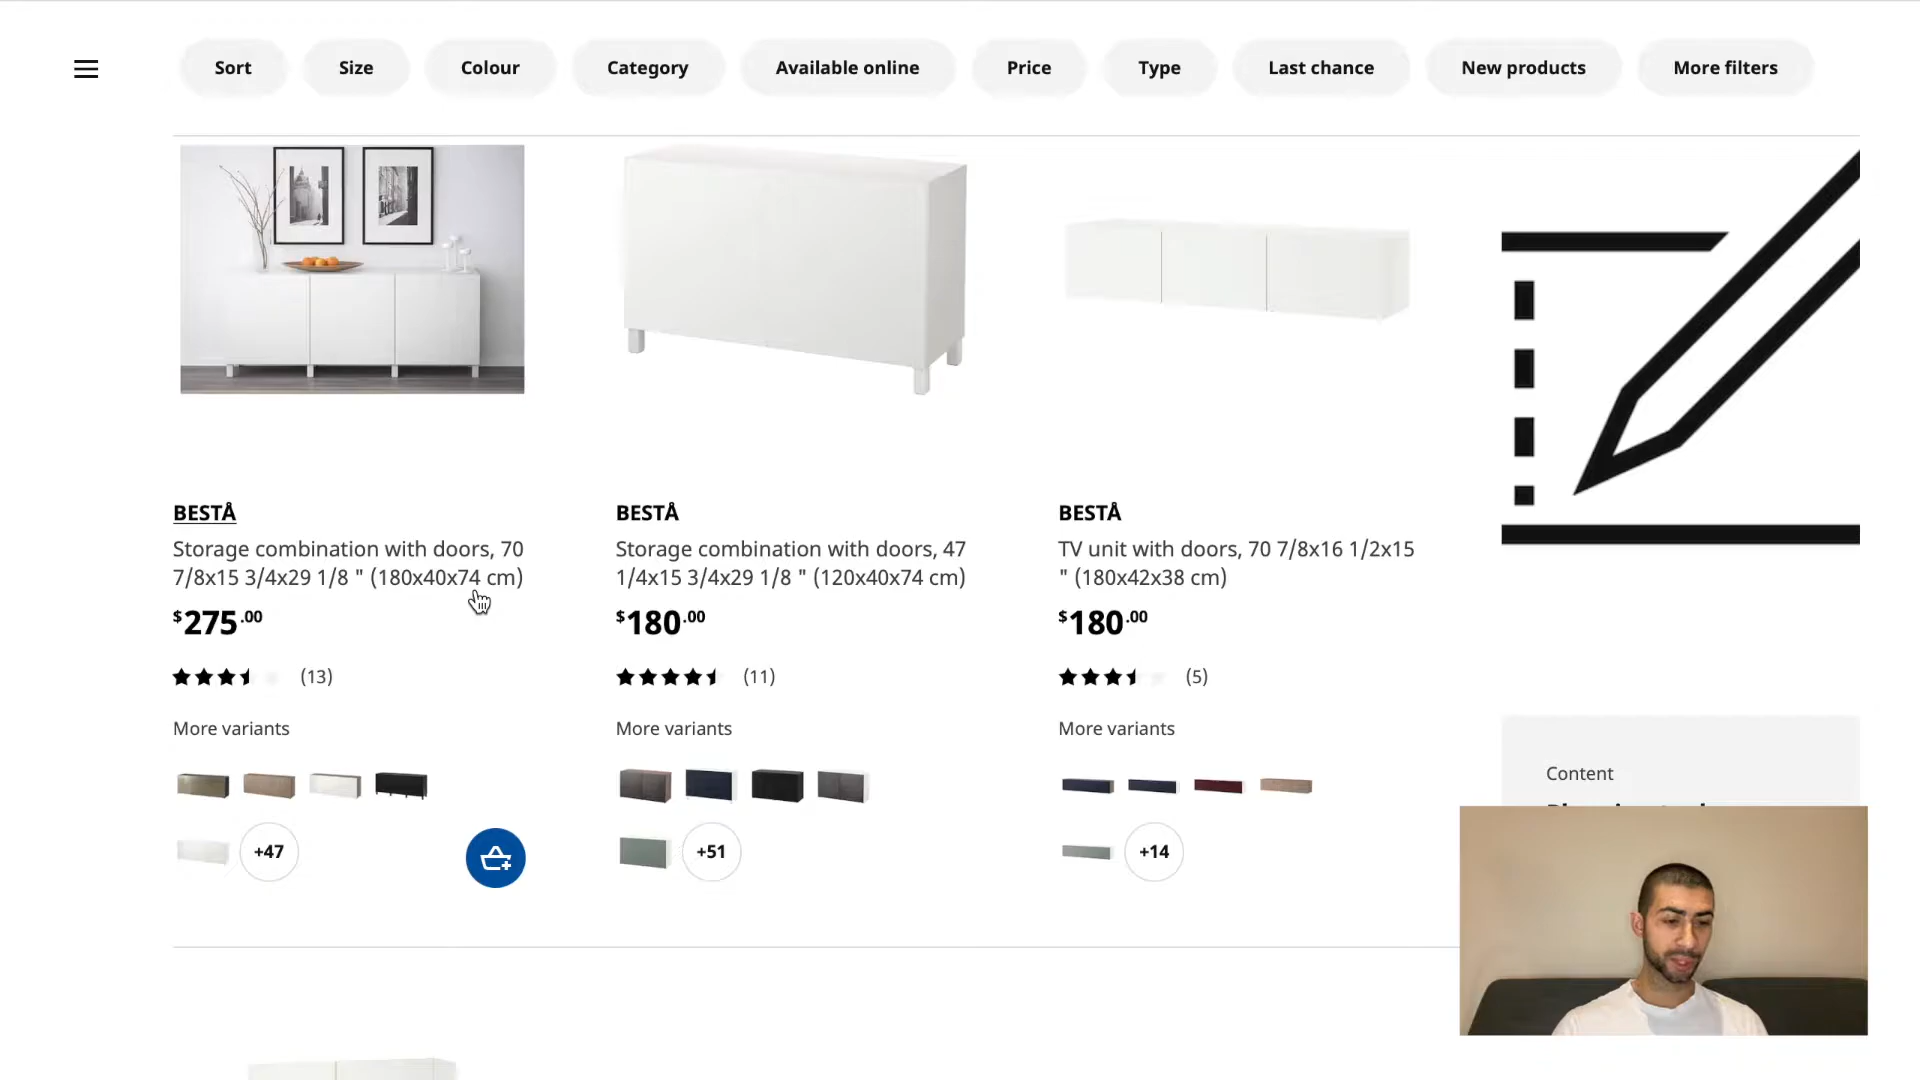 Sort
Size
Colour
Category
Available online
Price
Type
Last chance
New products
More filters
BESTÅ
Storage combination with doors, 70
7/8x15 3/4x29 1/8 " (180x40x74 cm)
$275.00
(13)
More variants
+47
BESTÅ
Storage combination with doors, 47
1/4x15 3/4x29 1/8 " (120x40x74 cm)
$180.00
(11)
More variants
+51
BESTÅ
TV unit with doors, 70 7/8x16 1/2x15
" (180x42x38 cm)
$180.00
(5)
More variants
+14
Content